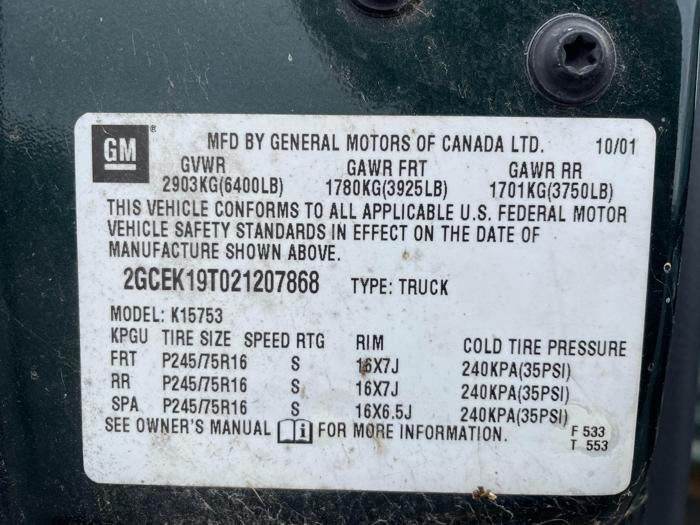 GM ® MFD BY GENERAL MOTORS OF CANADA LTD. 10/01
GVWR GAWR FRT GAWR RR
2903KG(6400LB) 1780KG(3925LB) 1701KG(3750LB)
THIS VEHICLE CONFORMS TO ALL APPLICABLE U.S. FEDERAL MOTOR
VEHICLE SAFETY STANDARDS IN EFFECT ON THE DATE OF
MANUFACTURE SHOWN ABOVE.
2GCEK19T021207868 TYPE: TRUCK
MODEL: K15753
KPGU TIRE SIZE SPEED RTG RIM COLD TIRE PRESSURE
FRT P245/75R16 S 16X7J 240KPA(35PSI)
RR P245/75R16 S 16X7J 240KPA(35PSI)
SPA P245/75R16 S 16X6.5J 240KPA(35PSI)
SEE OWNER'S MANUAL i FOR MORE INFORMATION.
F 533
T 553